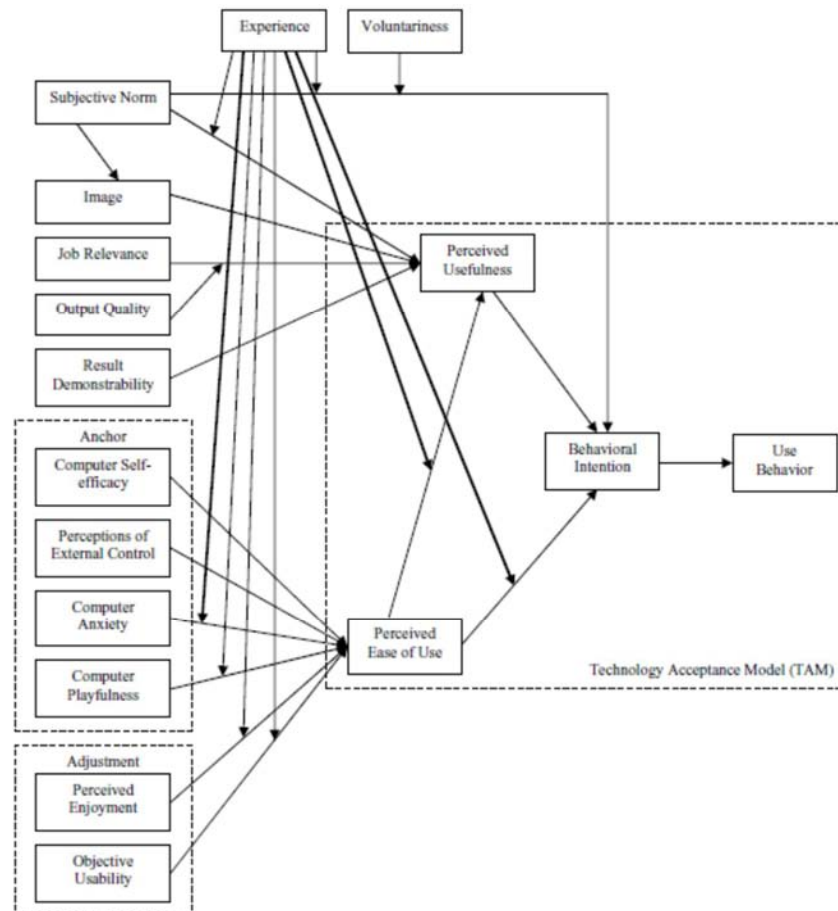 Experience
Voluntariness
Subjective Norm
Image
Job Relevance
Output Quality
Result
Demonstrability
Anchor
Computer Self-
efficacy
Perceptions of
External Control
Computer
Anxiety
Computer
Playfulness
Adjustment
Perceived
Enjoyment
Objective
Usability
Perceived
Usefulness
Perceived
Ease of Use
Behavioral
Intention
Use
Behavior
Technology Acceptance Model (TAM)